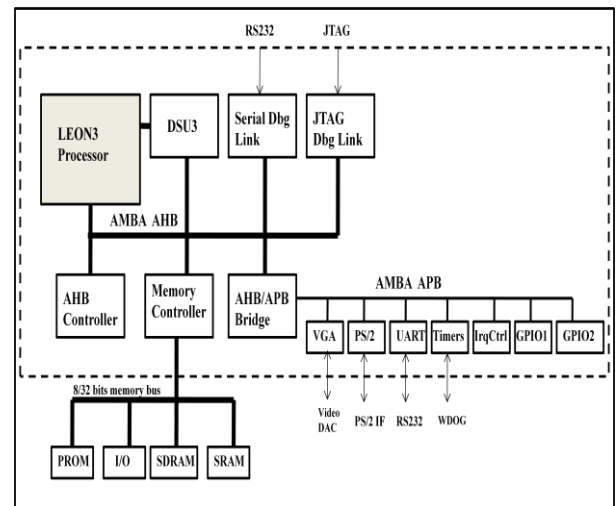 RS232
JTAG
LEON3
Processor
DSU3
Serial Dbg
Link
JTAG
Dbg Link
AMBA AHB
AHB
Controller
Memory
Controller
AHB/APB
Bridge
AMBA APB
VGA
PS/2
UART
Timers
IrqCtrl
GPIO1
GPIO2
8/32 bits memory bus
Video
DAC
PS/2 IF
RS232
WDOG
PROM
I/O
SDRAM
SRAM